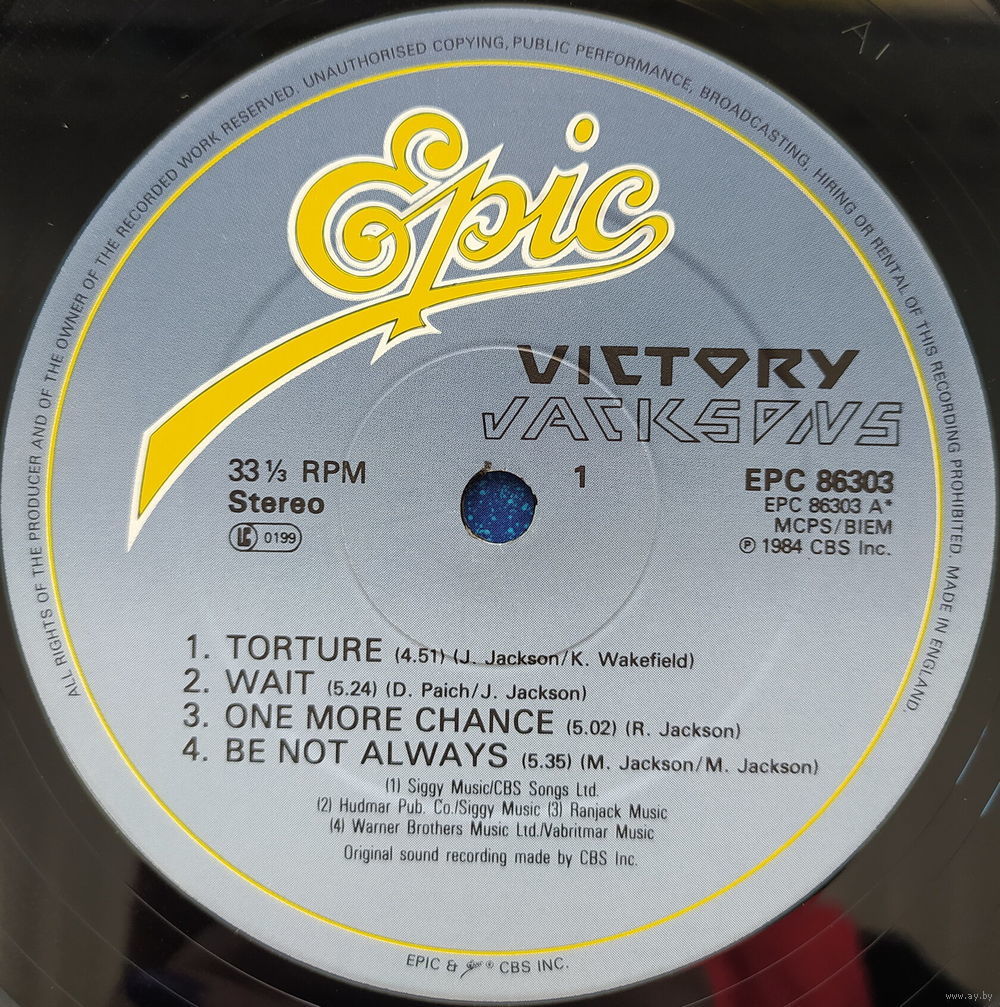 A1
ALL RIGHTS OF THE PRODUCER AND OF THE OWNER OF THE RECORDED WORK RESERVED. UNAUTHORISED COPYING, PUBLIC PERFORMANCE, BROADCASTING, HIRING OR RENTAL OF THIS RECORDING PROHIBITED. MADE IN ENGLAND.
Epic
VICTORY
JACKSONS
33⅓ RPM
Stereo
LC 0199
1
EPC 86303
EPC 86303 A*
MCPS/BIEM
℗ 1984 CBS Inc.
1. TORTURE (4.51) (J. Jackson/K. Wakefield)
2. WAIT (5.24) (D. Paich/J. Jackson)
3. ONE MORE CHANCE (5.02) (R. Jackson)
4. BE NOT ALWAYS (5.35) (M. Jackson/M. Jackson)
(1) Siggy Music/CBS Songs Ltd.
(2) Hudmar Pub. Co./Siggy Music (3) Ranjack Music
(4) Warner Brothers Music Ltd./Vabritmar Music
Original sound recording made by CBS Inc.
EPIC & Epic ® CBS INC.
www.ay.by